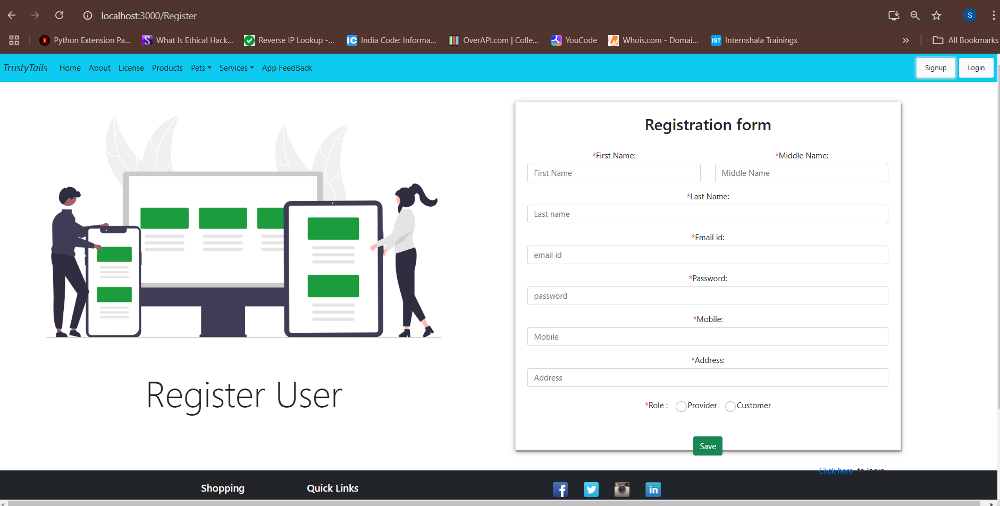 localhost:3000/Register
S
Python Extension Pa...
What Is Ethical Hack...
Reverse IP Lookup -...
India Code: Informa...
OverAPI.com | Colle...
YouCode
Whois.com - Domai...
Internshala Trainings
All Bookmarks
TrustyTails Home About License Products Pets Services App FeedBack Signup Login
Registration form
*First Name: *Middle Name:
First Name Middle Name
*Last Name:
Last name
*Email id:
email id
*Password:
password
*Mobile:
Mobile
*Address:
Address
*Role : Provider Customer
Save
Click here to login
Register User
Shopping Quick Links